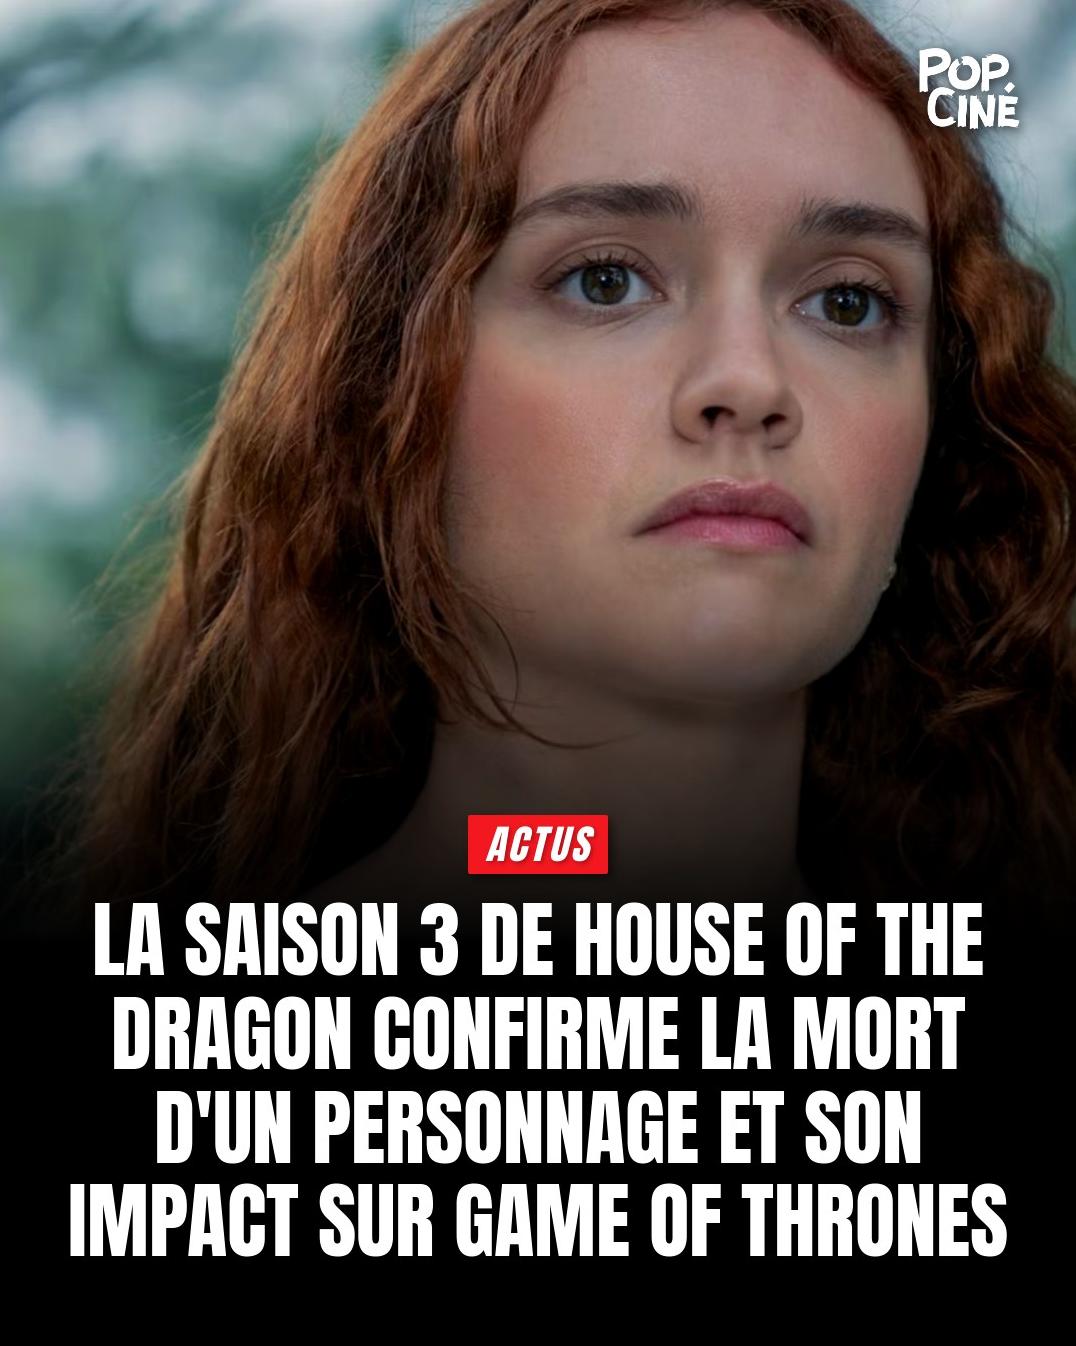 POP.
CINÉ
ACTUS
LA SAISON 3 DE HOUSE OF THE
DRAGON CONFIRME LA MORT
D'UN PERSONNAGE ET SON
IMPACT SUR GAME OF THRONES